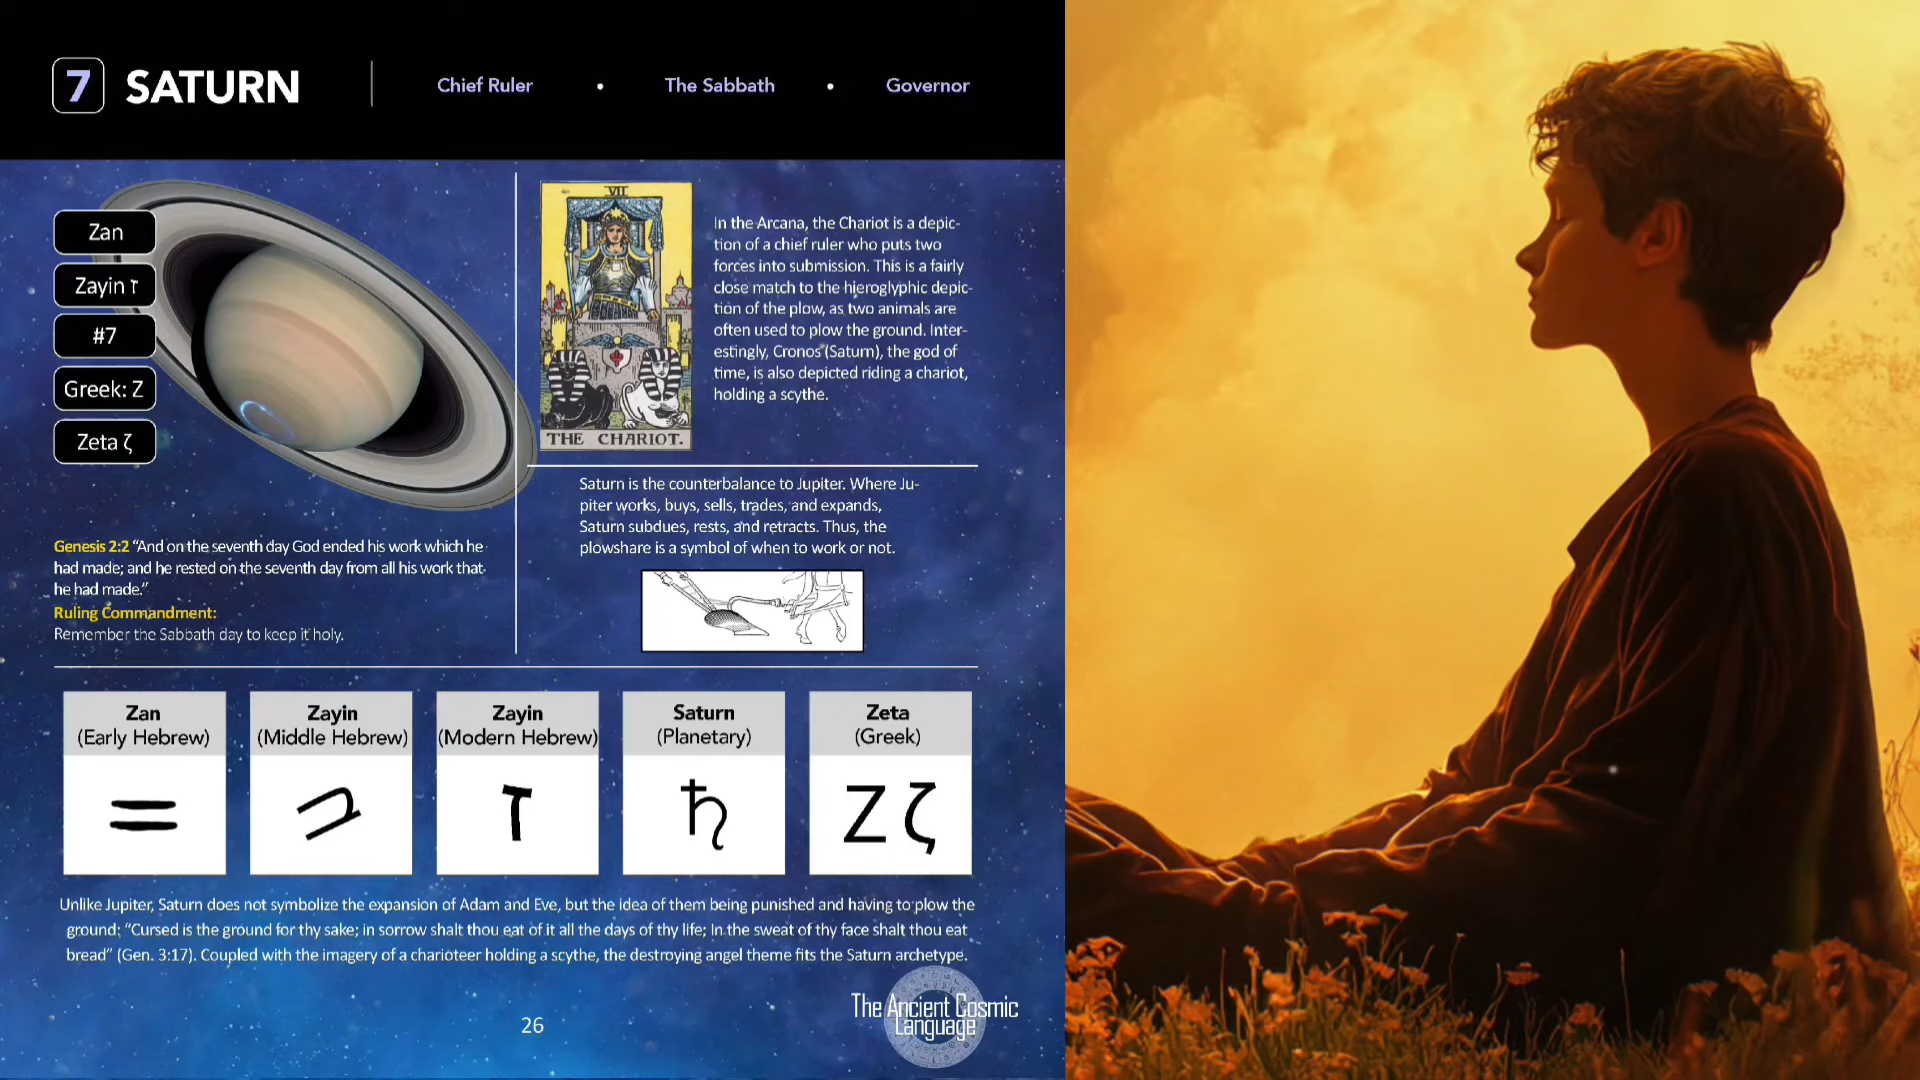 7 SATURN
Chief Ruler • The Sabbath • Governor
Zan
Zayin ז
#7
Greek: Z
Zeta ζ
VII
THE CHARIOT.
In the Arcana, the Chariot is a depic-
tion of a chief ruler who puts two
forces into submission. This is a fairly
close match to the hieroglyphic depic-
tion of the plow, as two animals are
often used to plow the ground. Inter-
estingly, Cronos (Saturn), the god of
time, is also depicted riding a chariot,
holding a scythe.
Saturn is the counterbalance to Jupiter. Where Ju-
piter works, buys, sells, trades, and expands,
Saturn subdues, rests, and retracts. Thus, the
plowshare is a symbol of when to work or not.
Genesis 2:2 “And on the seventh day God ended his work which he
had made; and he rested on the seventh day from all his work that
he had made.”
Ruling Commandment:
Remember the Sabbath day to keep it holy.
Zan
(Early Hebrew)
Zayin
(Middle Hebrew)
Zayin
(Modern Hebrew)
ז
Saturn
(Planetary)
♄
Zeta
(Greek)
Z ζ
Unlike Jupiter, Saturn does not symbolize the expansion of Adam and Eve, but the idea of them being punished and having to plow the
ground; “Cursed is the ground for thy sake; in sorrow shalt thou eat of it all the days of thy life; In the sweat of thy face shalt thou eat
bread” (Gen. 3:17). Coupled with the imagery of a charioteer holding a scythe, the destroying angel theme fits the Saturn archetype.
26
The Ancient Cosmic
Language